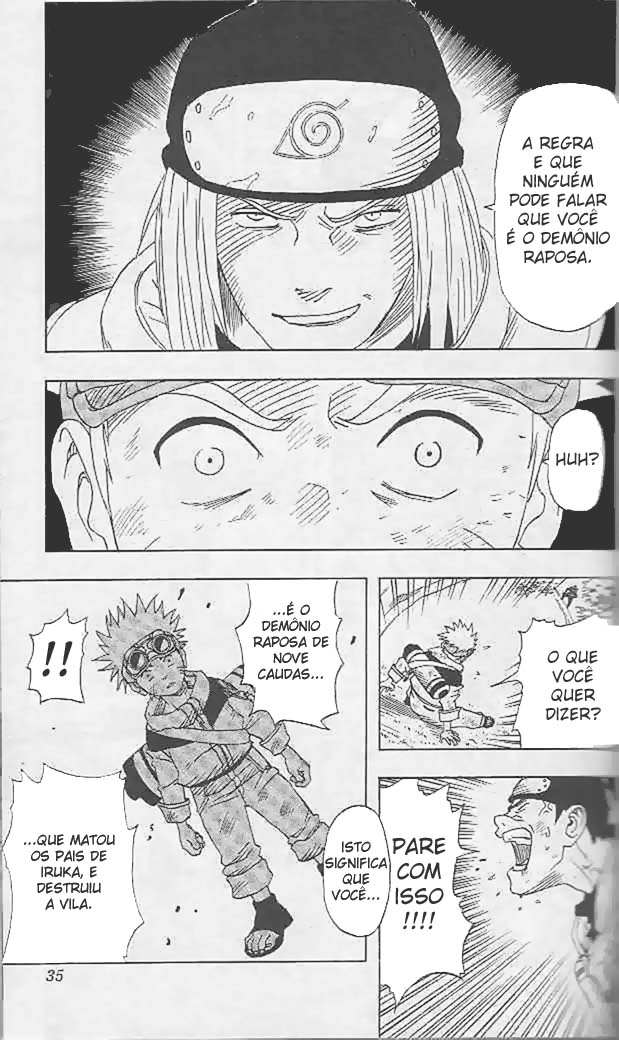 A REGRA
E QUE
NINGUÉM
PODE FALAR
QUE VOCÊ
É O DEMÔNIO
RAPOSA.
HUH?
O QUE
VOCÊ
QUER
DIZER?
PARE
COM
ISSO
!!!!
ISTO
SIGNIFICA
QUE
VOCÊ...
...É O
DEMÔNIO
RAPOSA DE
NOVE
CAUDAS...
!!
...QUE MATOU
OS PAIS DE
IRUKA, E
DESTRUIU
A VILA.
35